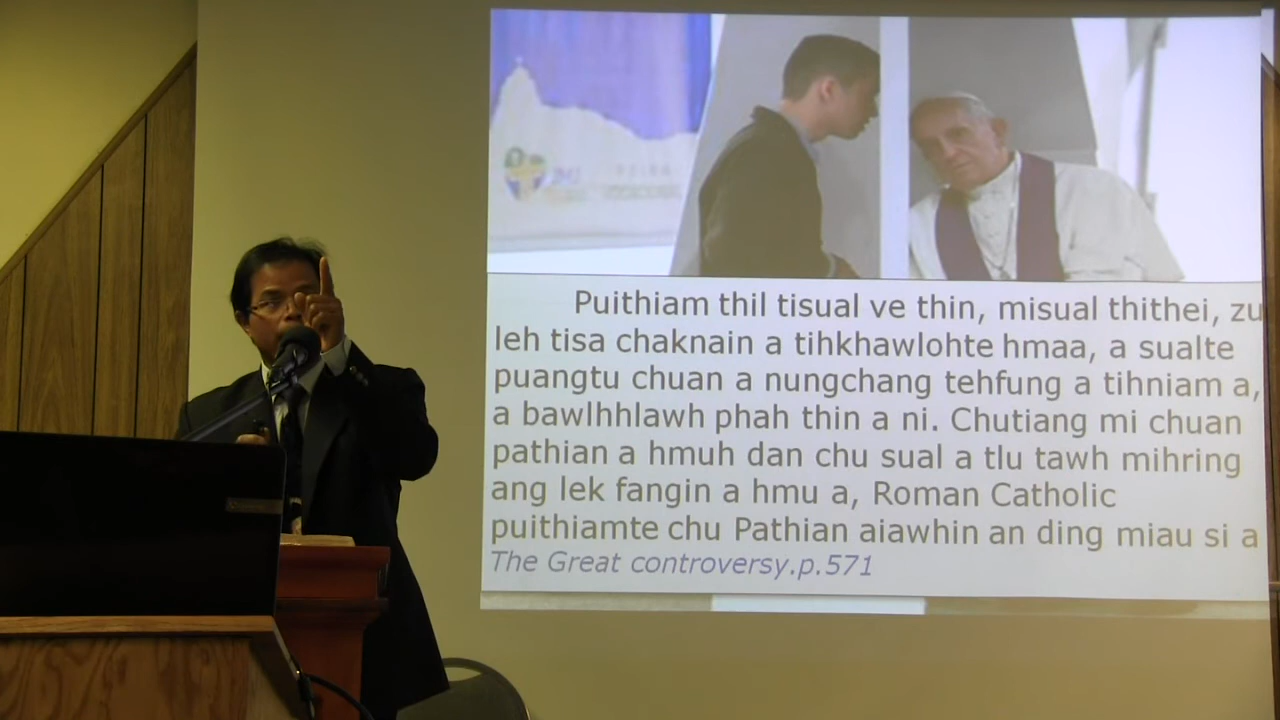 Puithiam thil tisual ve thin, misual thithei, zu
leh tisa chaknain a tihkhawlohte hmaa, a sualte
puangtu chuan a nungchang tehfung a tihniam a,
a bawlhhlawh phah thin a ni. Chutiang mi chuan
pathian a hmuh dan chu sual a tlu tawh mihring
ang lek fangin a hmu a, Roman Catholic
puithiamte chu Pathian aiawhin an ding miau si a
The Great controversy.p.571